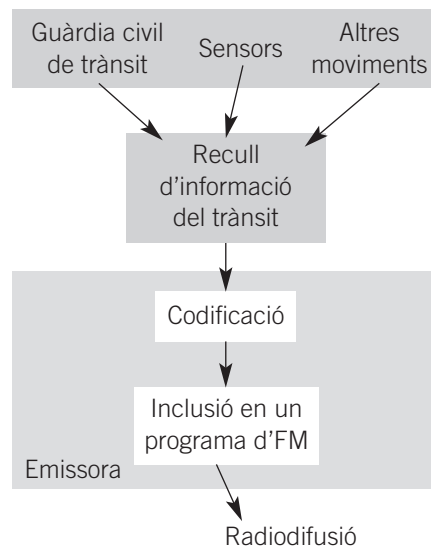 Guàrdia civil
de trànsit
Sensors
Altres
moviments
Recull
d'informació
del trànsit
Codificació
Inclusió en un
programa d'FM
Emissora
Radiodifusió